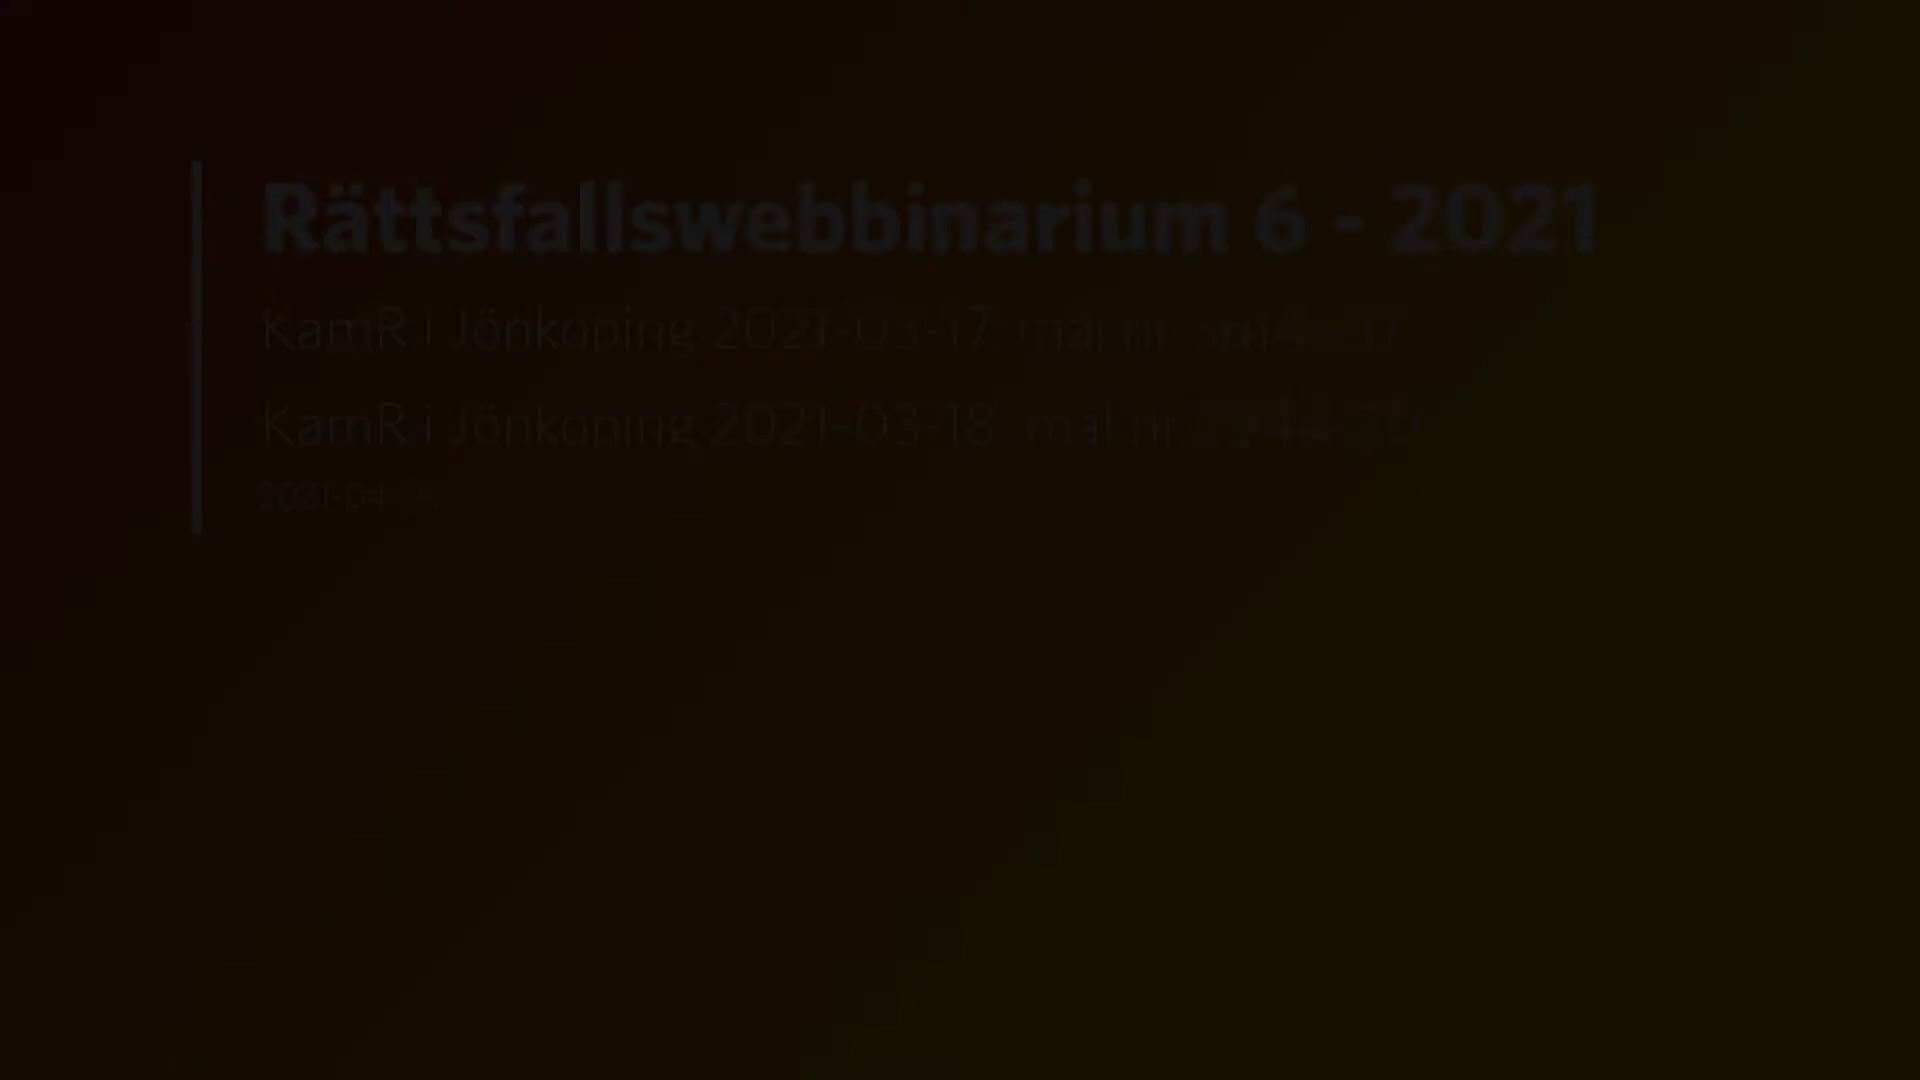 Rättsfallswebbinarium 6 - 2021
KamR i Jönköping 2021-03-17, mål nr
KamR i Jönköping 2021-03-18, mål nr